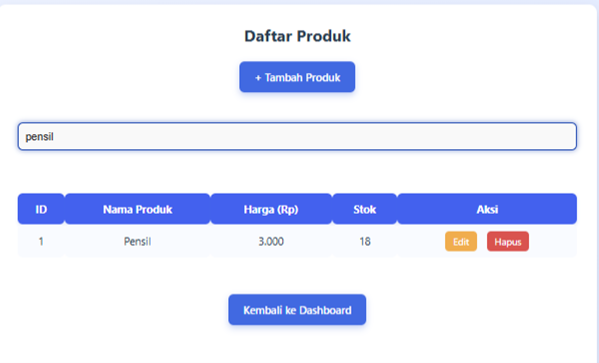 Daftar Produk
+ Tambah Produk
pensil
ID Nama Produk Harga (Rp) Stok Aksi
1 Pensil 3.000 18 Edit Hapus
Kembali ke Dashboard